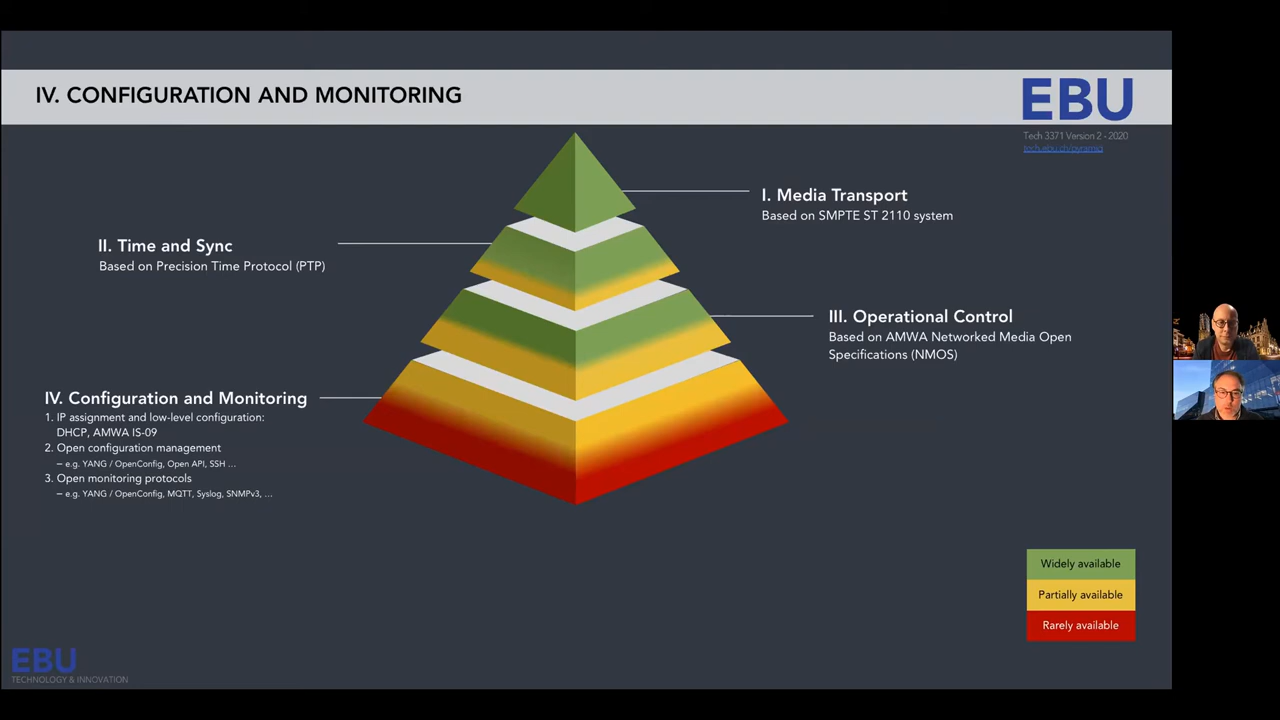 IV. CONFIGURATION AND MONITORING
EBU
Tech 3371 Version 2 - 2020
tech.ebu.ch/pyramid
I. Media Transport
Based on SMPTE ST 2110 system
II. Time and Sync
Based on Precision Time Protocol (PTP)
III. Operational Control
Based on AMWA Networked Media Open
Specifications (NMOS)
IV. Configuration and Monitoring
1. IP assignment and low-level configuration:
DHCP, AMWA IS-09
2. Open configuration management
– e.g. YANG / OpenConfig, Open API, SSH ...
3. Open monitoring protocols
– e.g. YANG / OpenConfig, MQTT, Syslog, SNMPv3, ...
Widely available
Partially available
Rarely available
EBU
TECHNOLOGY & INNOVATION